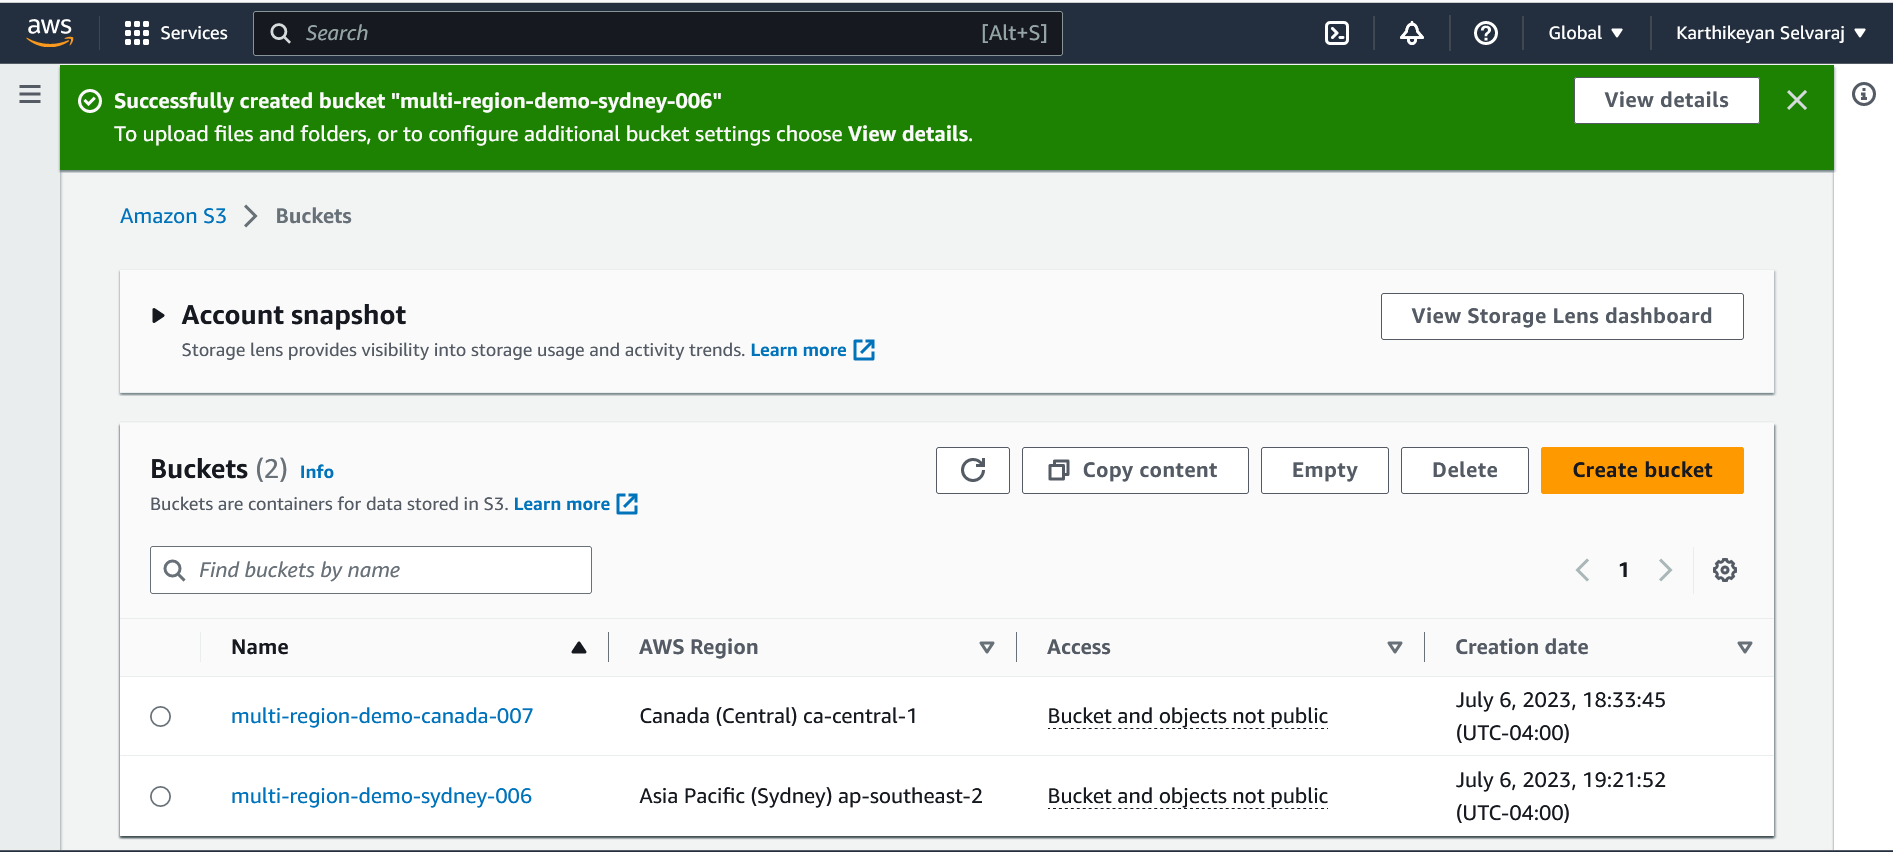 aws
Services
Search [Alt+S]
Global
Karthikeyan Selvaraj
Successfully created bucket "multi-region-demo-sydney-006"
To upload files and folders, or to configure additional bucket settings choose View details.
View details
Amazon S3 Buckets
Account snapshot
Storage lens provides visibility into storage usage and activity trends. Learn more
View Storage Lens dashboard
Buckets (2) Info
Buckets are containers for data stored in S3. Learn more
Copy content
Empty
Delete
Create bucket
Find buckets by name
1
Name AWS Region Access Creation date
multi-region-demo-canada-007 Canada (Central) ca-central-1 Bucket and objects not public July 6, 2023, 18:33:45
(UTC-04:00)
multi-region-demo-sydney-006 Asia Pacific (Sydney) ap-southeast-2 Bucket and objects not public July 6, 2023, 19:21:52
(UTC-04:00)